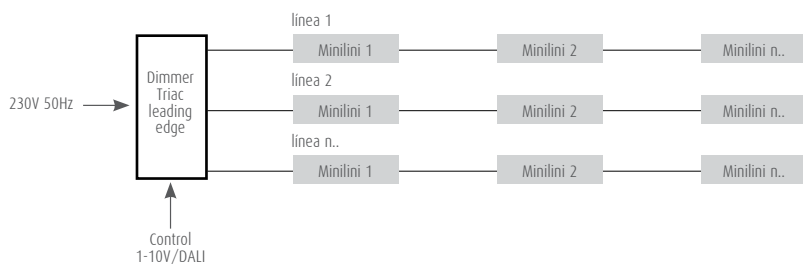 línea 1
Minilini 1
Minilini 2
Minilini n..
línea 2
Minilini 1
Minilini 2
Minilini n..
línea n..
Minilini 1
Minilini 2
Minilini n..
Dimmer
Triac
leading
edge
230V 50Hz
Control
1-10V/DALI